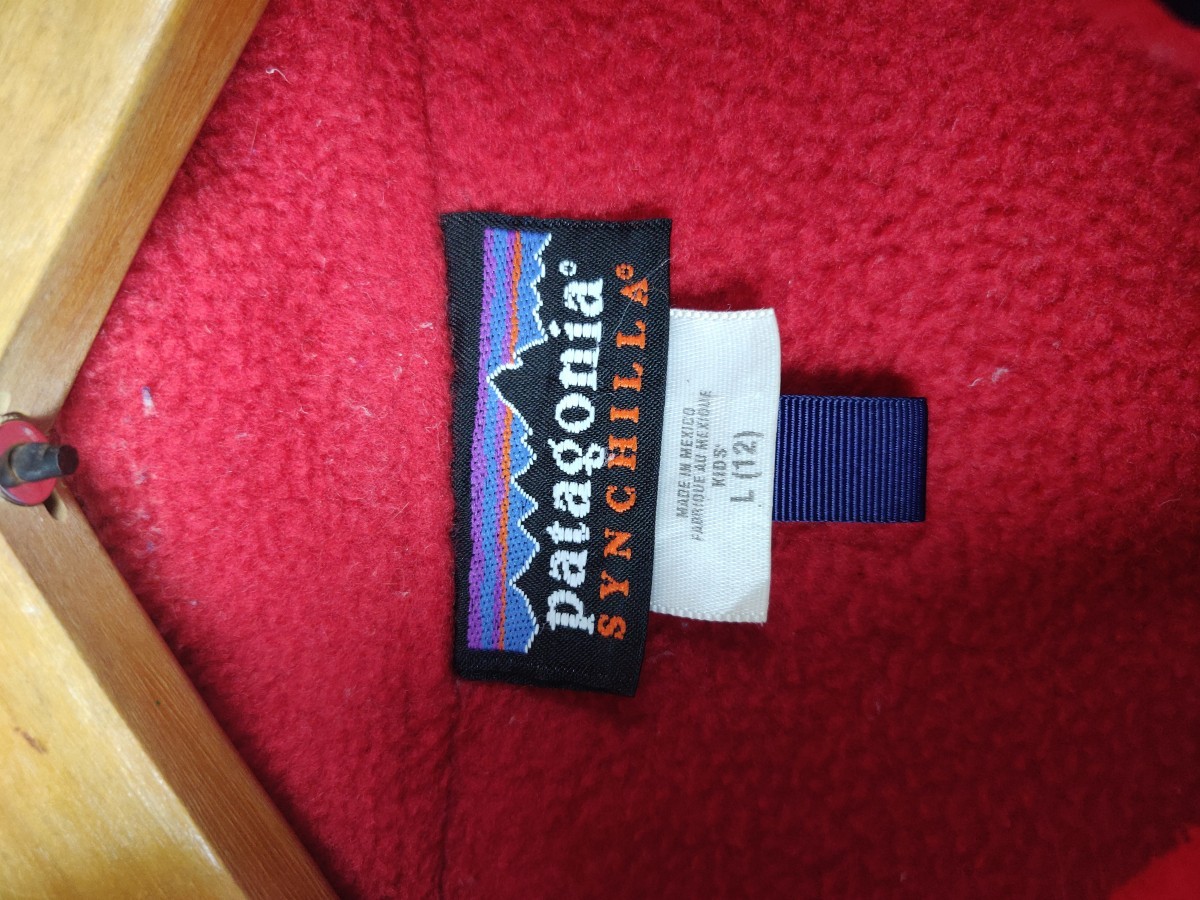 patagonia®
SYNCHILLA®
MADE IN MEXICO
FABRIQUE AU MEXIQUE
KIDS'
L (12)